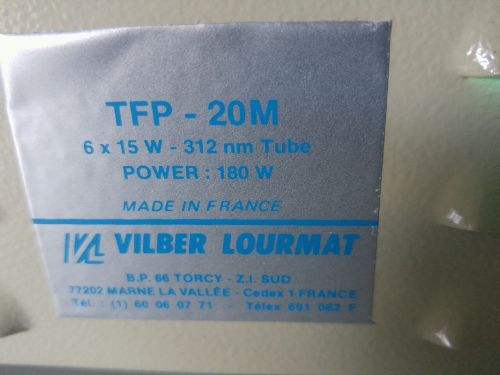 TFP - 20M
6 x 15 W - 312 nm Tube
POWER : 180 W
MADE IN FRANCE
VL VILBER LOURMAT
B.P. 66 TORCY - Z.I. SUD
77202 MARNE LA VALLÉE - Cedex 1 FRANCE
Tél. : (1) 60 06 07 71 - Télex 691 062 F